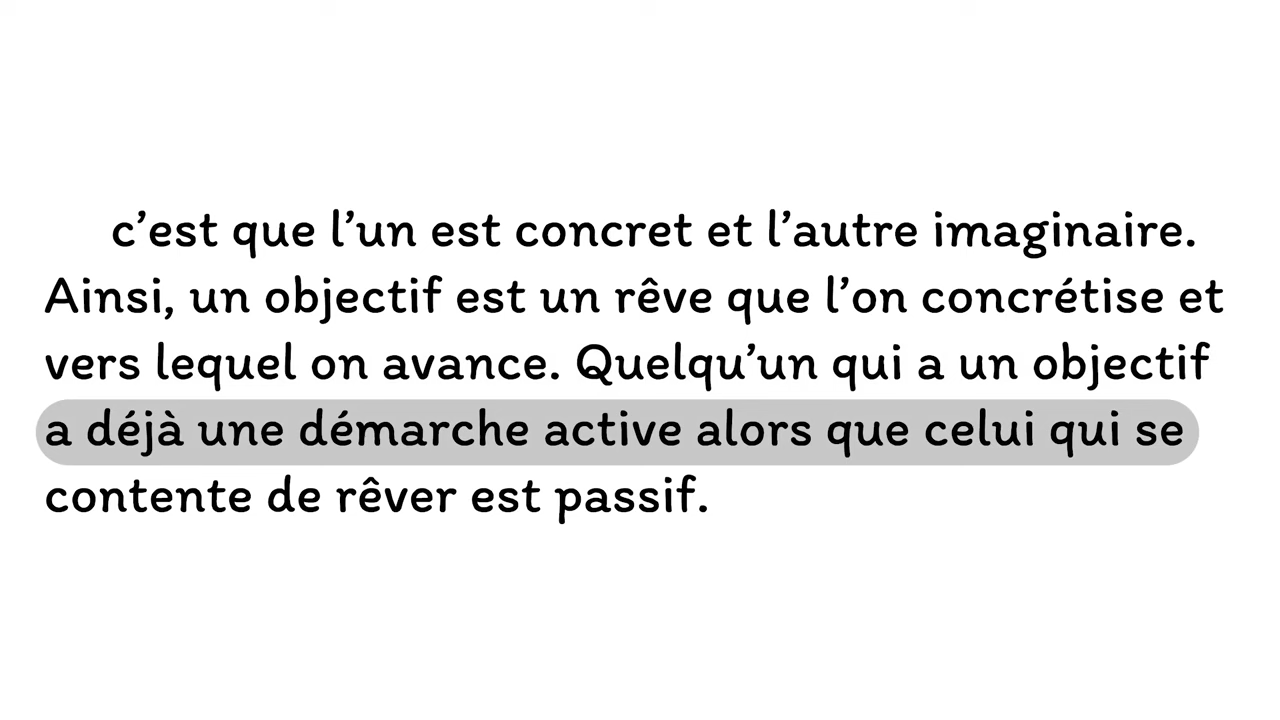 c’est que l’un est concret et l’autre imaginaire.
Ainsi, un objectif est un rêve que l’on concrétise et
vers lequel on avance. Quelqu’un qui a un objectif
a déjà une démarche active alors que celui qui se
contente de rêver est passif.